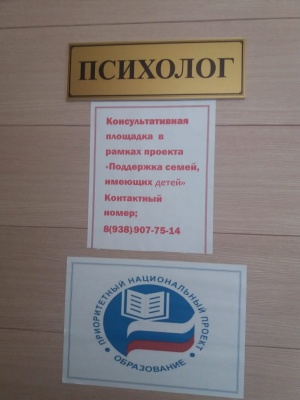 ПСИХОЛОГ
Консультативная
площадка в
рамках проекта
«Поддержка семей,
имеющих детей»
Контактный
номер;
8(938)907-75-14
ПРИОРИТЕТНЫЙ НАЦИОНАЛЬНЫЙ ПРОЕКТ
ОБРАЗОВАНИЕ